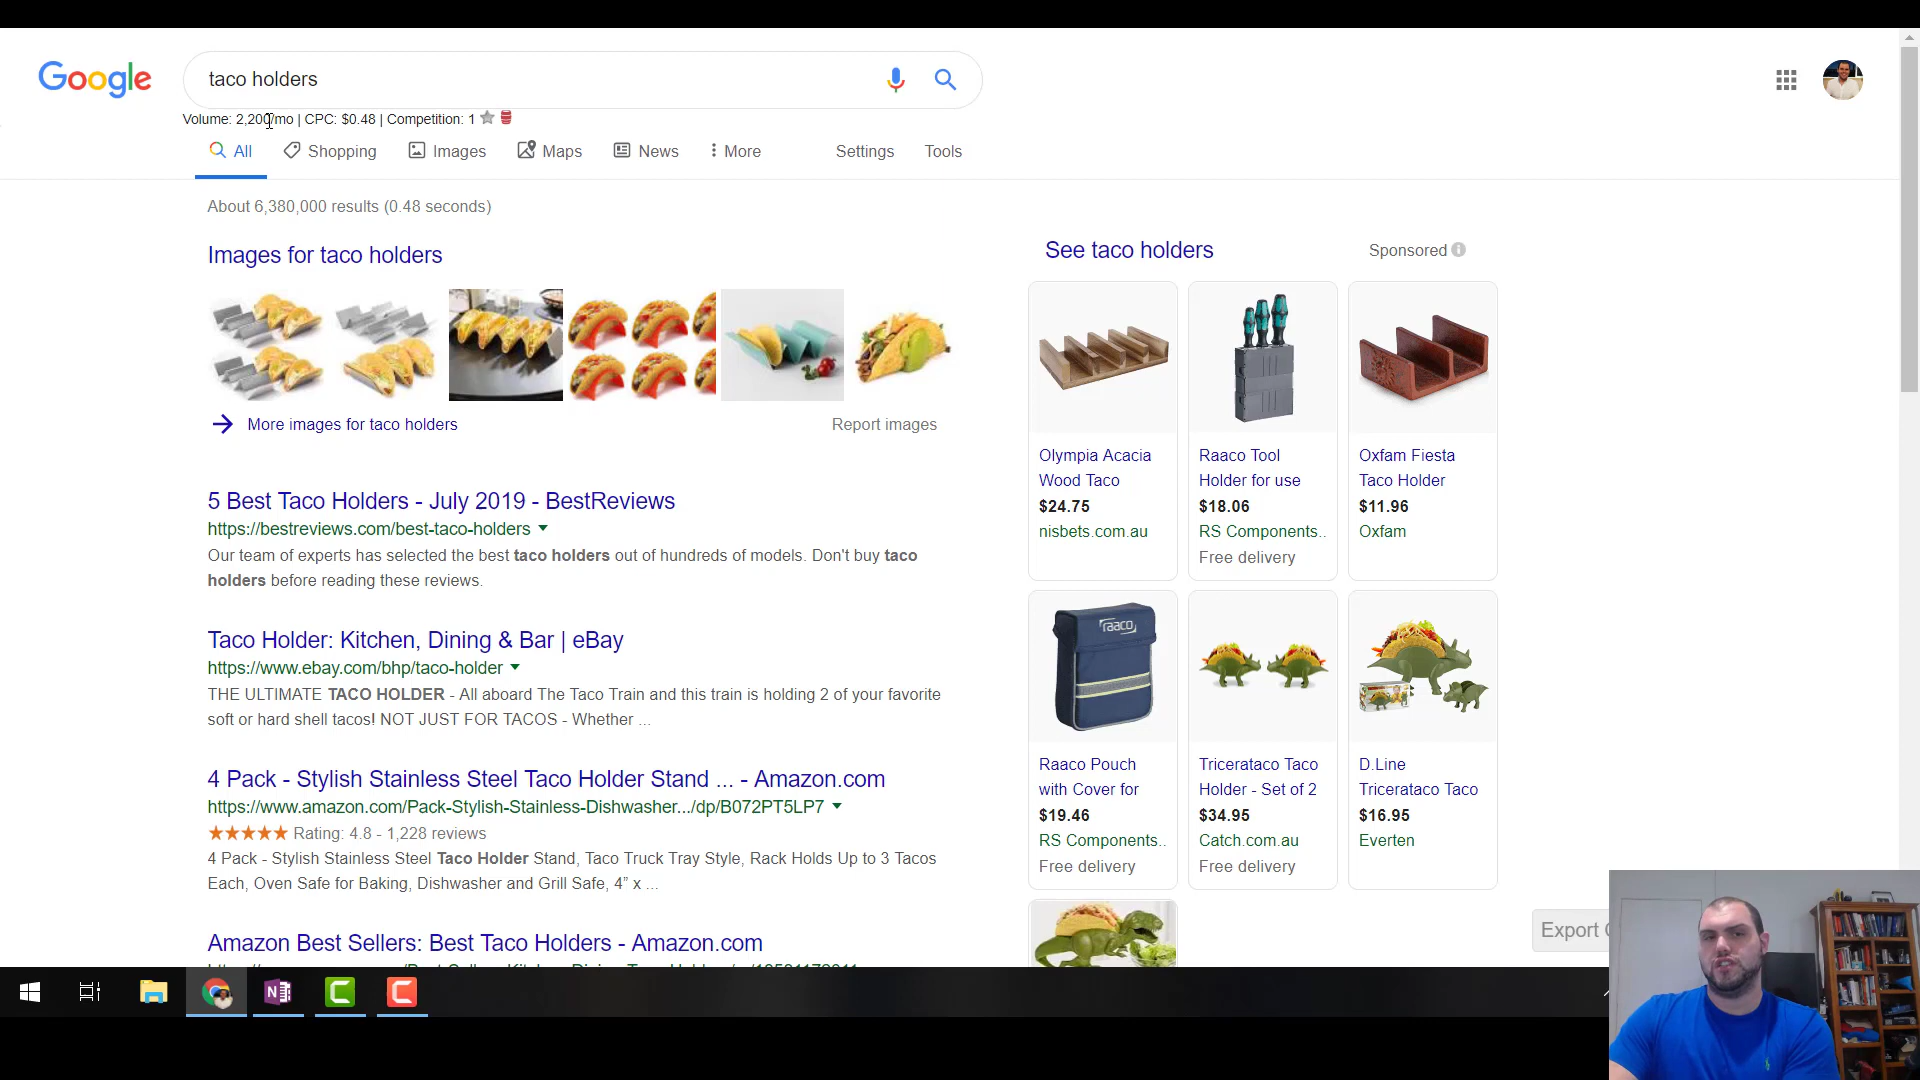 Google
taco holders
Volume: 2,200/mo | CPC: $0.48 | Competition: 1
All
Shopping
Images
Maps
News
More
Settings
Tools
About 6,380,000 results (0.48 seconds)
Images for taco holders
More images for taco holders
Report images
5 Best Taco Holders - July 2019 - BestReviews
https://bestreviews.com/best-taco-holders
Our team of experts has selected the best taco holders out of hundreds of models. Don't buy taco
holders before reading these reviews.
Taco Holder: Kitchen, Dining & Bar | eBay
https://www.ebay.com/bhp/taco-holder
THE ULTIMATE TACO HOLDER - All aboard The Taco Train and this train is holding 2 of your favorite
soft or hard shell tacos! NOT JUST FOR TACOS - Whether ...
4 Pack - Stylish Stainless Steel Taco Holder Stand ... - Amazon.com
https://www.amazon.com/Pack-Stylish-Stainless-Dishwasher.../dp/B072PT5LP7
Rating: 4.8 - 1,228 reviews
4 Pack - Stylish Stainless Steel Taco Holder Stand, Taco Truck Tray Style, Rack Holds Up to 3 Tacos
Each, Oven Safe for Baking, Dishwasher and Grill Safe, 4” x ...
Amazon Best Sellers: Best Taco Holders - Amazon.com
See taco holders
Sponsored
Olympia Acacia
Wood Taco
$24.75
nisbets.com.au
Raaco Tool
Holder for use
$18.06
RS Components..
Free delivery
Oxfam Fiesta
Taco Holder
$11.96
Oxfam
raaco
Raaco Pouch
with Cover for
$19.46
RS Components..
Free delivery
Tricerataco Taco
Holder - Set of 2
$34.95
Catch.com.au
Free delivery
D.Line
Tricerataco Taco
$16.95
Everten
Export